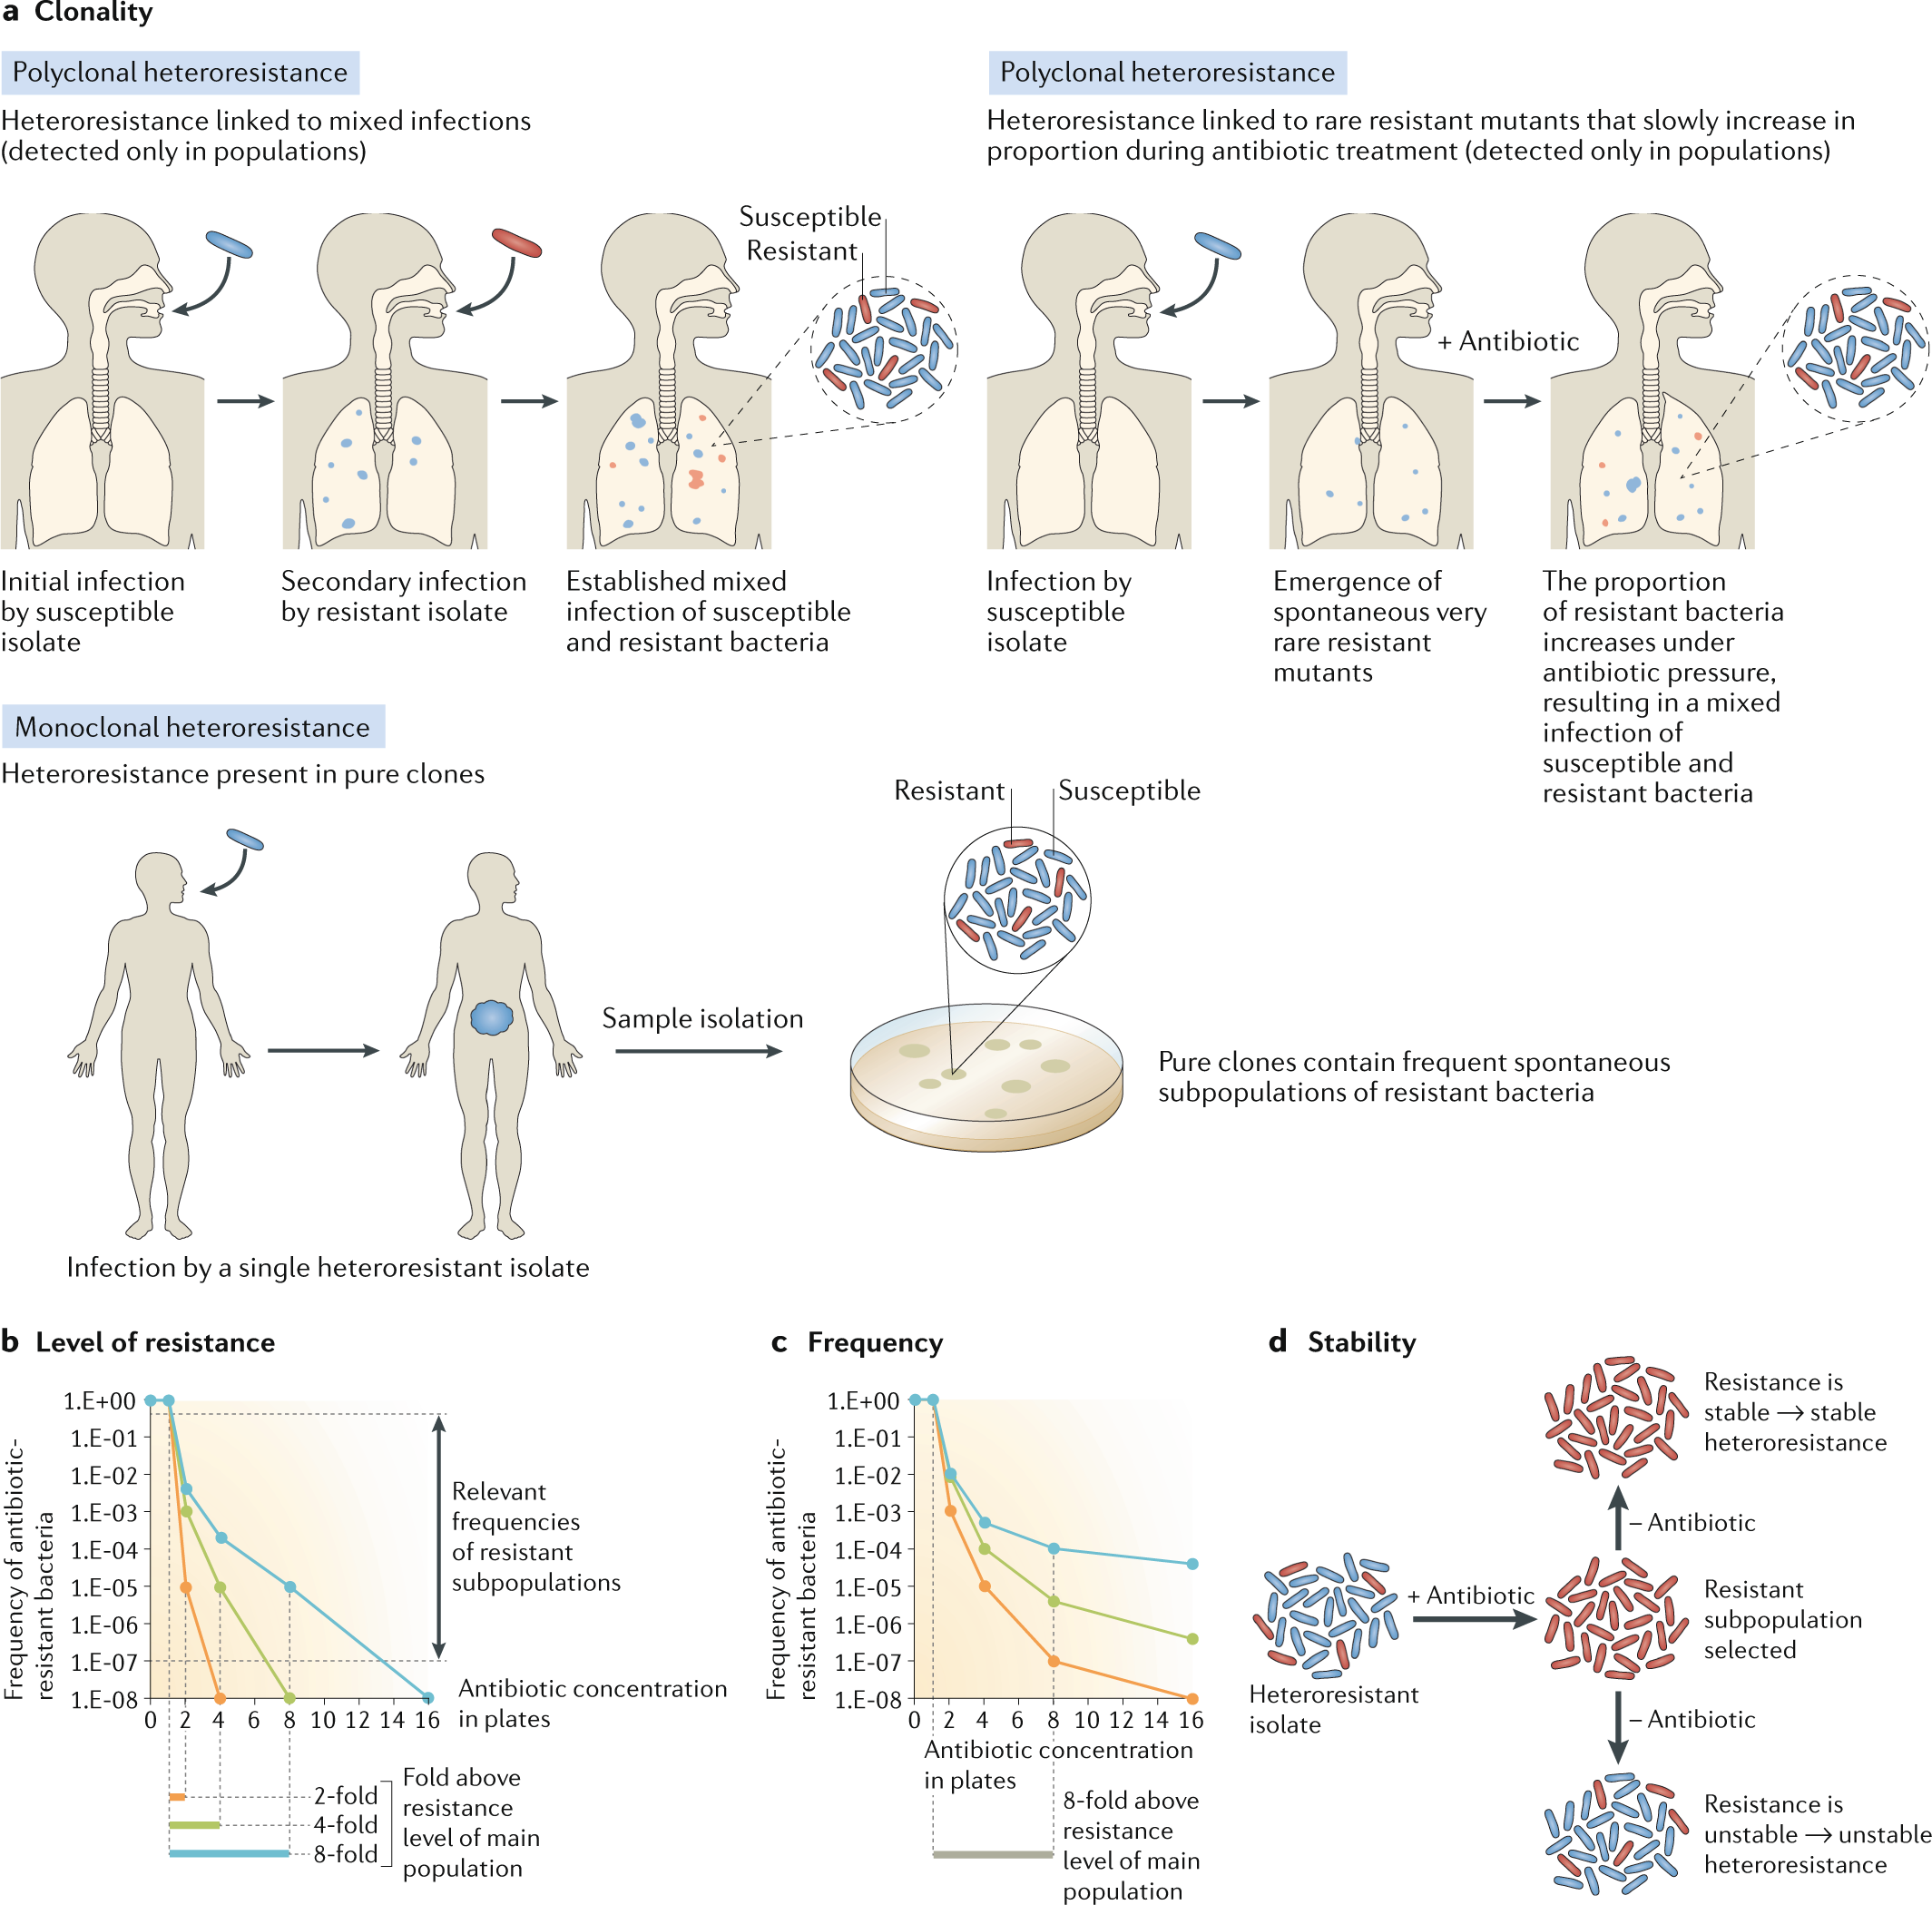 a Clonality
Polyclonal heteroresistance
Heteroresistance linked to mixed infections
(detected only in populations)
Susceptible
Resistant
Initial infection
by susceptible
isolate
Secondary infection
by resistant isolate
Established mixed
infection of susceptible
and resistant bacteria
Polyclonal heteroresistance
Heteroresistance linked to rare resistant mutants that slowly increase in
proportion during antibiotic treatment (detected only in populations)
+ Antibiotic
Infection by
susceptible
isolate
Emergence of
spontaneous very
rare resistant
mutants
The proportion
of resistant bacteria
increases under
antibiotic pressure,
resulting in a mixed
infection of
susceptible and
resistant bacteria
Monoclonal heteroresistance
Heteroresistance present in pure clones
Resistant
Susceptible
Sample isolation
Pure clones contain frequent spontaneous
subpopulations of resistant bacteria
Infection by a single heteroresistant isolate
b Level of resistance
Frequency of antibiotic-
resistant bacteria
1.E+00
1.E-01
1.E-02
1.E-03
1.E-04
1.E-05
1.E-06
1.E-07
1.E-08
0 2 4 6 8 10 12 14 16
Relevant
frequencies
of resistant
subpopulations
Antibiotic concentration
in plates
2-fold
4-fold
8-fold
Fold above
resistance
level of main
population
c Frequency
Frequency of antibiotic-
resistant bacteria
1.E+00
1.E-01
1.E-02
1.E-03
1.E-04
1.E-05
1.E-06
1.E-07
1.E-08
0 2 4 6 8 10 12 14 16
Antibiotic concentration
in plates
8-fold above
resistance
level of main
population
d Stability
Resistance is
stable → stable
heteroresistance
– Antibiotic
+ Antibiotic
Resistant
subpopulation
selected
Heteroresistant
isolate
– Antibiotic
Resistance is
unstable → unstable
heteroresistance